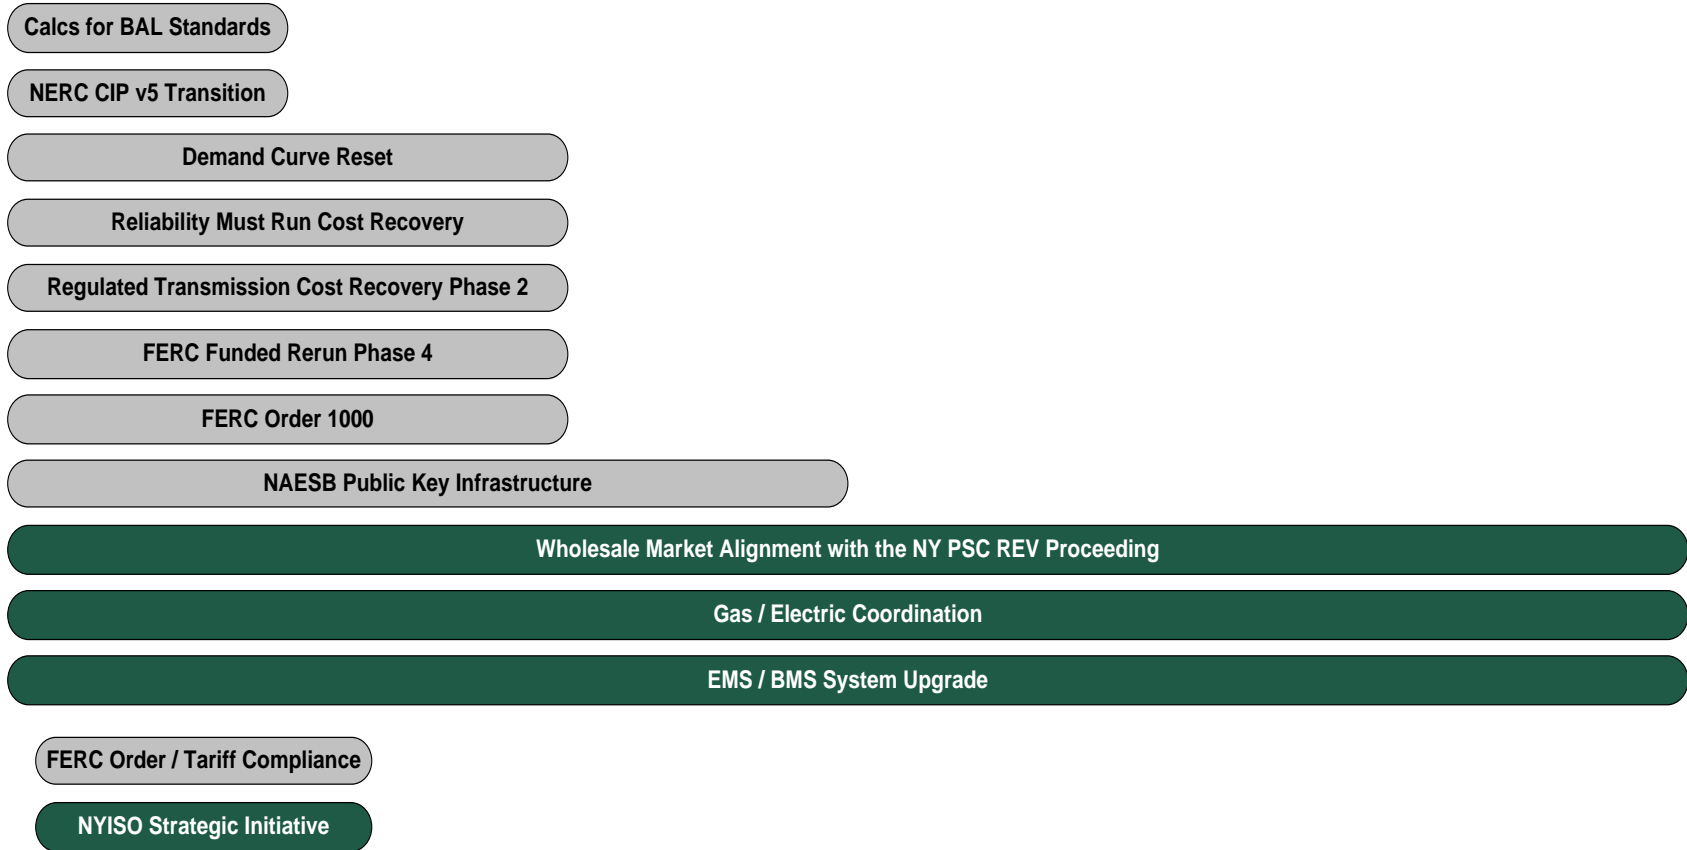 Calcs for BAL Standards
NERC CIP v5 Transition
Demand Curve Reset
Reliability Must Run Cost Recovery
Regulated Transmission Cost Recovery Phase 2
FERC Funded Rerun Phase 4
FERC Order 1000
NAESB Public Key Infrastructure
Wholesale Market Alignment with the NY PSC REV Proceeding
Gas / Electric Coordination
EMS / BMS System Upgrade
FERC Order / Tariff Compliance
NYISO Strategic Initiative